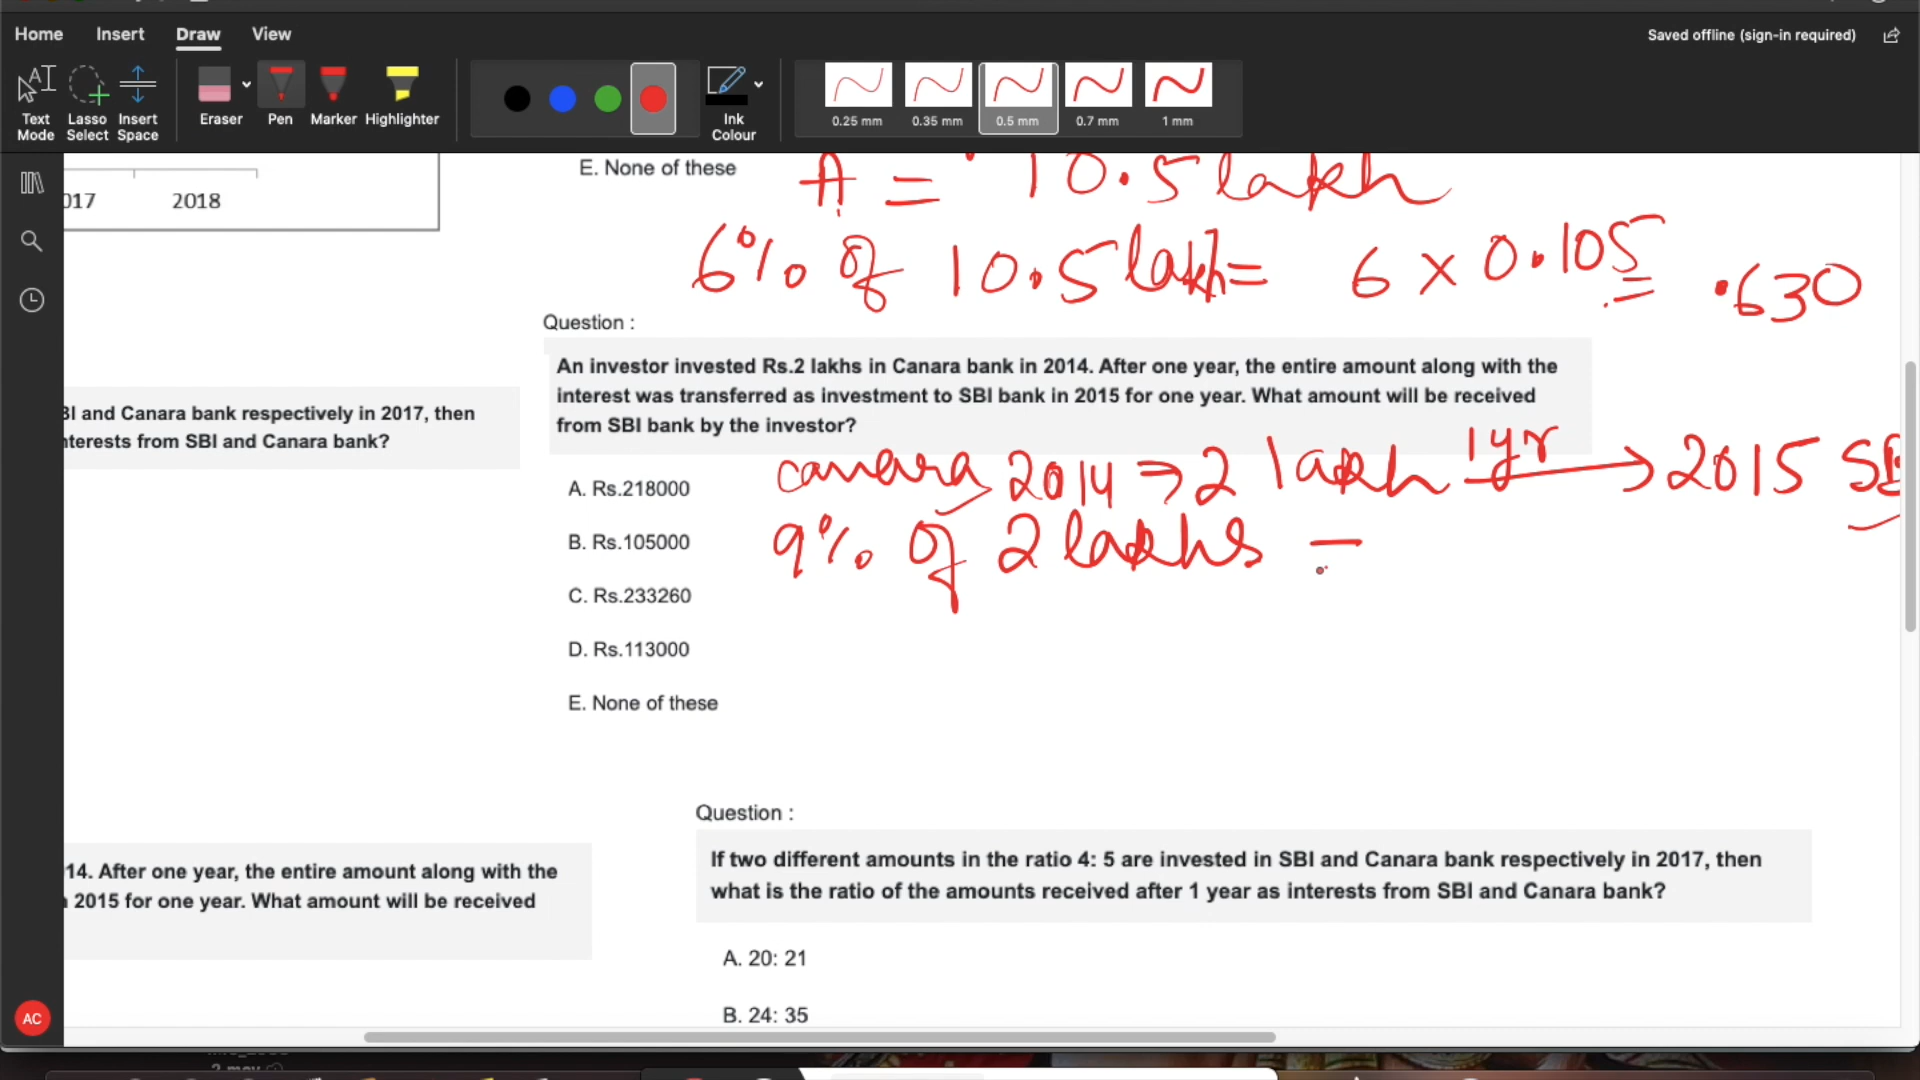 Home Insert Draw View
Saved offline (sign-in required)
Text Mode
Lasso Select
Insert Space
Eraser
Pen
Marker
Highlighter
Ink Colour
0.25 mm
0.35 mm
0.5 mm
0.7 mm
1 mm
017 2018
E. None of these
A = 10.5 lakh
6% of 10.5 lakh = 6 × 0.105 .630
Question :
An investor invested Rs.2 lakhs in Canara bank in 2014. After one year, the entire amount along with the
interest was transferred as investment to SBI bank in 2015 for one year. What amount will be received
from SBI bank by the investor?
BI and Canara bank respectively in 2017, then
nterests from SBI and Canara bank?
canara 2014 ⇒ 2 lakh 1yr → 2015 SB
9% of 2 lakhs –
A. Rs.218000
B. Rs.105000
C. Rs.233260
D. Rs.113000
E. None of these
Question :
If two different amounts in the ratio 4: 5 are invested in SBI and Canara bank respectively in 2017, then
what is the ratio of the amounts received after 1 year as interests from SBI and Canara bank?
14. After one year, the entire amount along with the
2015 for one year. What amount will be received
A. 20: 21
B. 24: 35
AC